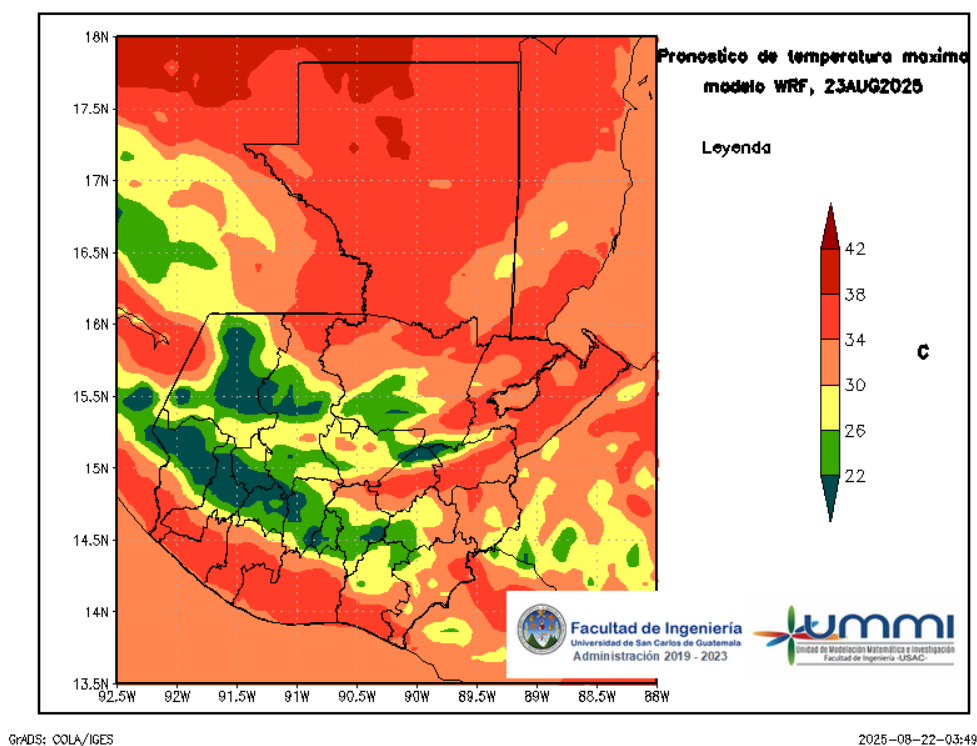 Pronostico de temperatura maxima
modelo WRF, 23AUG2025
Leyenda
42
38
34
30
26
22
C
18N
17.5N
17N
16.5N
16N
15.5N
15N
14.5N
14N
13.5N
92.5W 92W 91.5W 91W 90.5W 90W 89.5W 89W 88.5W 88W
Facultad de Ingeniería
Universidad de San Carlos de Guatemala
Administración 2019 - 2023
ummi
Unidad de Modelación Matemática e Investigación
Facultad de Ingeniería -USAC-
GrADS: COLA/IGES
2025-08-22-03:49